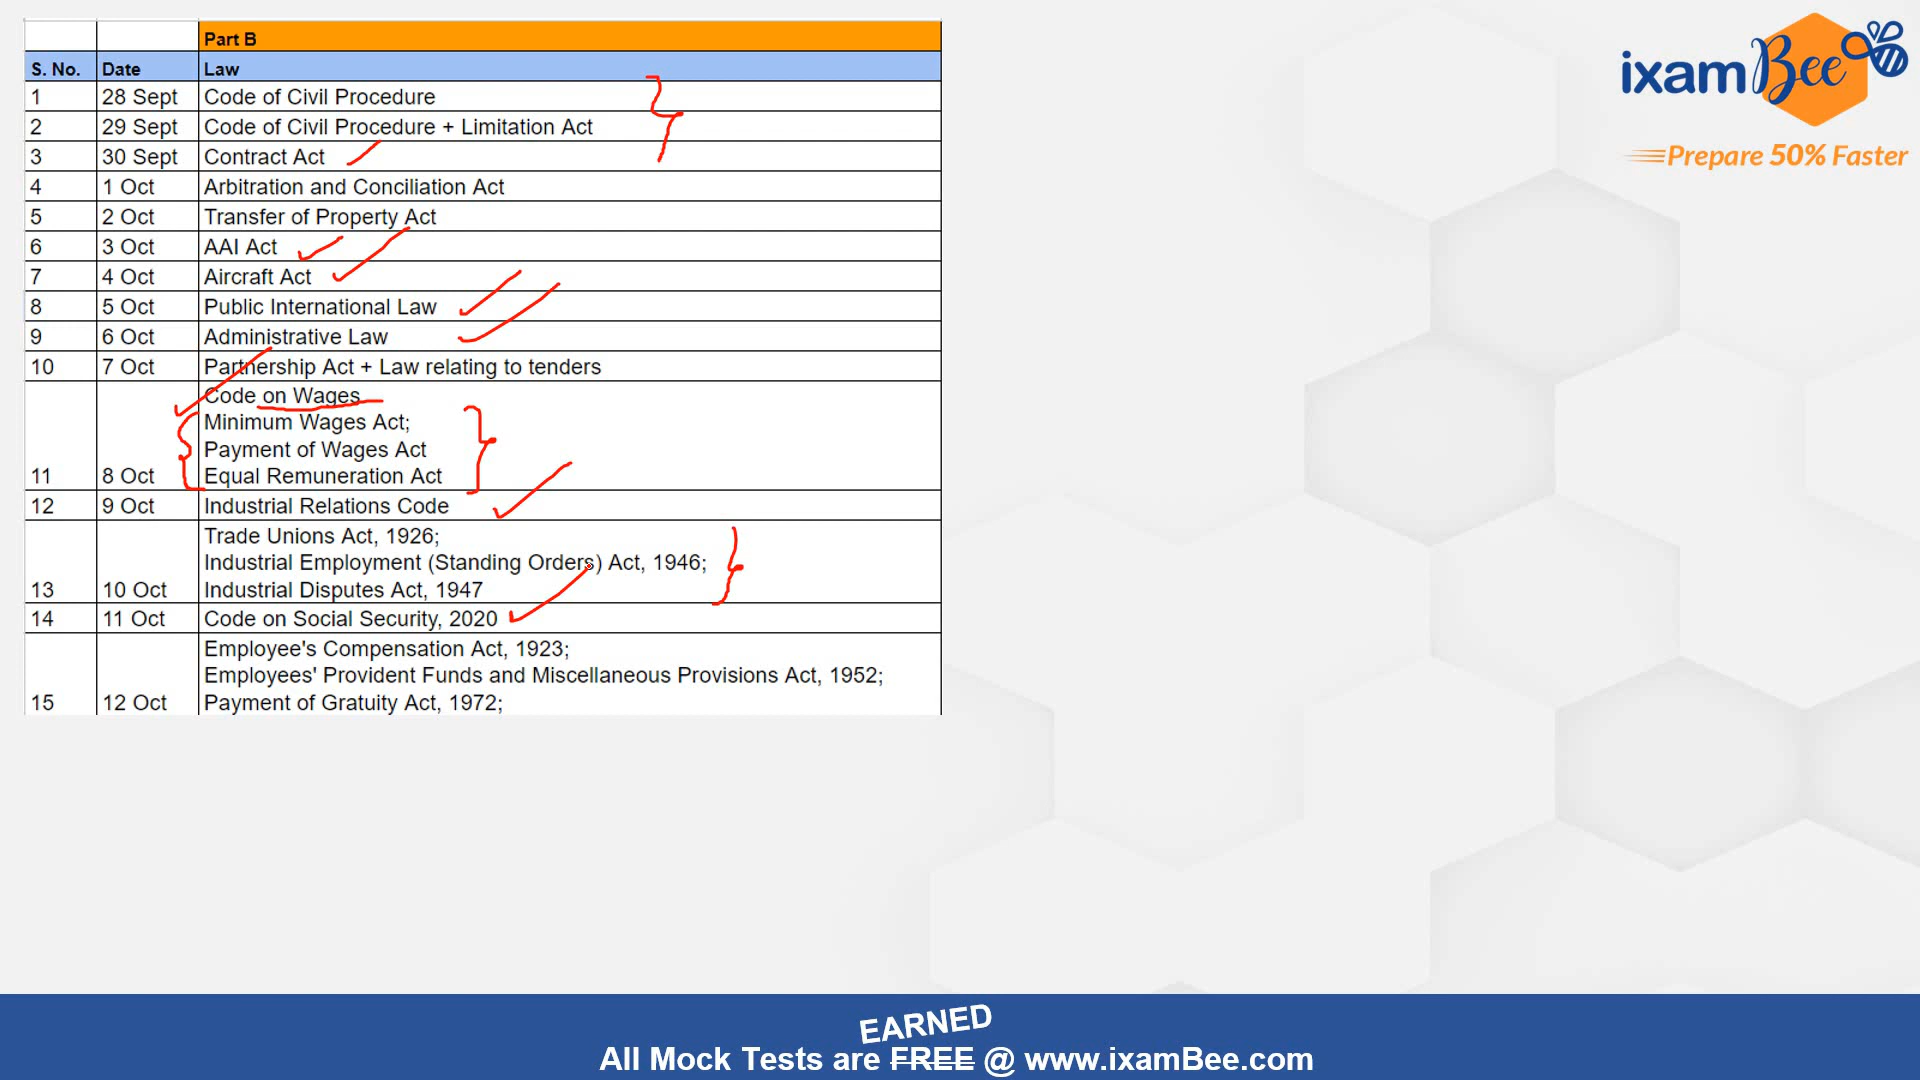 Part B
S. No. Date Law
1 28 Sept Code of Civil Procedure
2 29 Sept Code of Civil Procedure + Limitation Act
3 30 Sept Contract Act
4 1 Oct Arbitration and Conciliation Act
5 2 Oct Transfer of Property Act
6 3 Oct AAI Act
7 4 Oct Aircraft Act
8 5 Oct Public International Law
9 6 Oct Administrative Law
10 7 Oct Partnership Act + Law relating to tenders
Code on Wages
Minimum Wages Act;
Payment of Wages Act
11 8 Oct Equal Remuneration Act
12 9 Oct Industrial Relations Code
Trade Unions Act, 1926;
Industrial Employment (Standing Orders) Act, 1946;
13 10 Oct Industrial Disputes Act, 1947
14 11 Oct Code on Social Security, 2020
Employee's Compensation Act, 1923;
Employees' Provident Funds and Miscellaneous Provisions Act, 1952;
15 12 Oct Payment of Gratuity Act, 1972;
ixamBee
Prepare 50% Faster
EARNED
All Mock Tests are FREE @ www.ixamBee.com